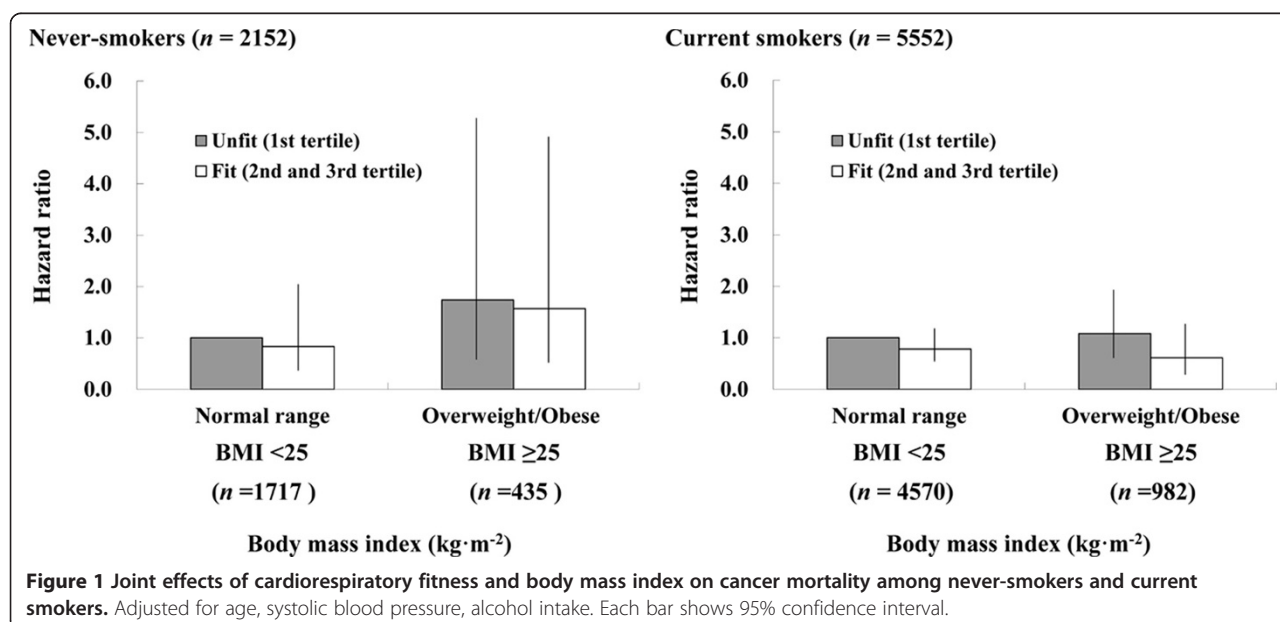 Never-smokers (n = 2152)
6.0
5.0
4.0
3.0
2.0
1.0
0.0
Hazard ratio
Unfit (1st tertile)
Fit (2nd and 3rd tertile)
Normal range
BMI <25
(n =1717 )
Overweight/Obese
BMI ≥25
(n =435 )
Body mass index (kg·m-2)
Current smokers (n = 5552)
6.0
5.0
4.0
3.0
2.0
1.0
0.0
Hazard ratio
Unfit (1st tertile)
Fit (2nd and 3rd tertile)
Normal range
BMI <25
(n = 4570)
Overweight/Obese
BMI ≥25
(n =982)
Body mass index (kg·m-2)
Figure 1 Joint effects of cardiorespiratory fitness and body mass index on cancer mortality among never-smokers and current
smokers. Adjusted for age, systolic blood pressure, alcohol intake. Each bar shows 95% confidence interval.